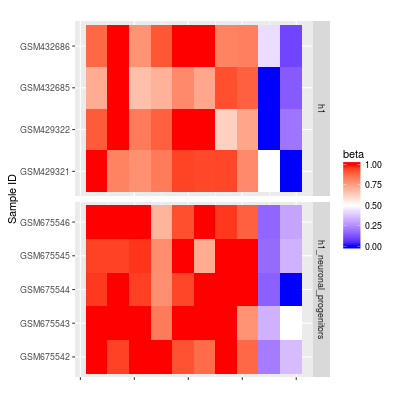 GSM432686
GSM432685
GSM429322
GSM429321
h1
GSM675546
GSM675545
GSM675544
GSM675543
GSM675542
h1_neuronal_progenitors
Sample ID
beta
1.00
0.75
0.50
0.25
0.00